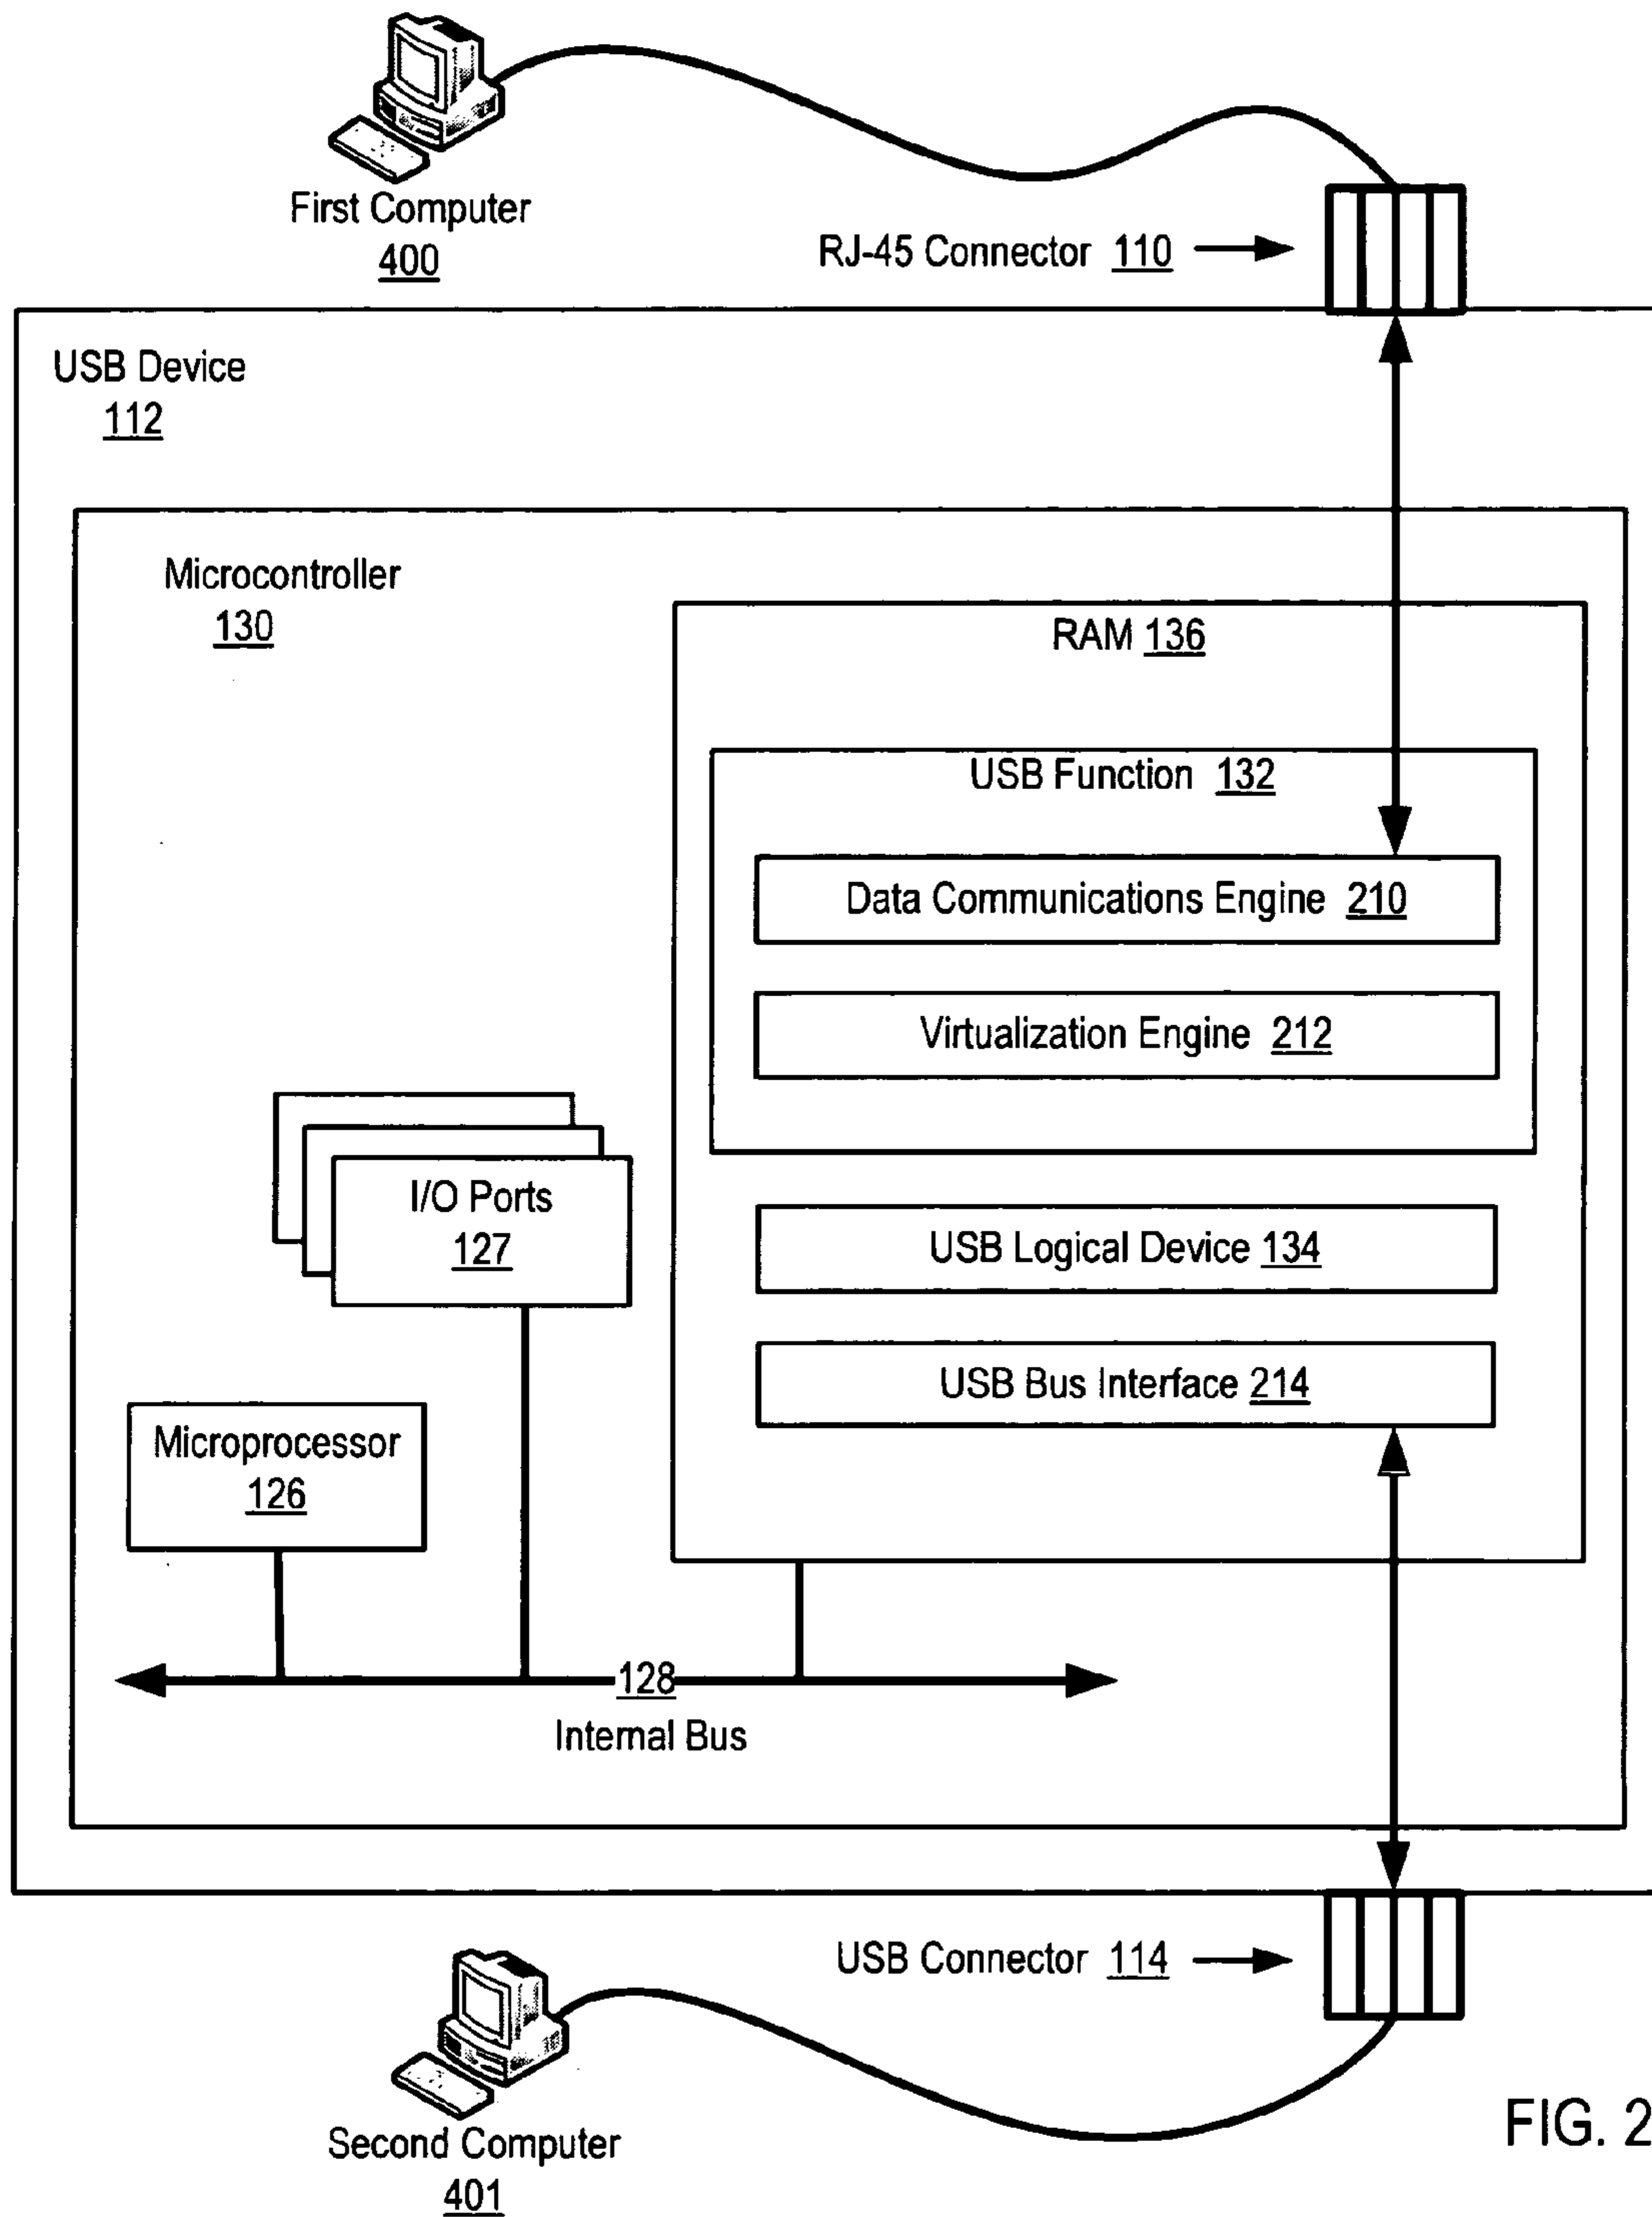 First Computer
400
RJ-45 Connector 110
USB Device
112
Microcontroller
130
RAM 136
USB Function 132
Data Communications Engine 210
Virtualization Engine 212
I/O Ports
127
USB Logical Device 134
USB Bus Interface 214
Microprocessor
126
128
Internal Bus
USB Connector 114
Second Computer
401
FIG. 2